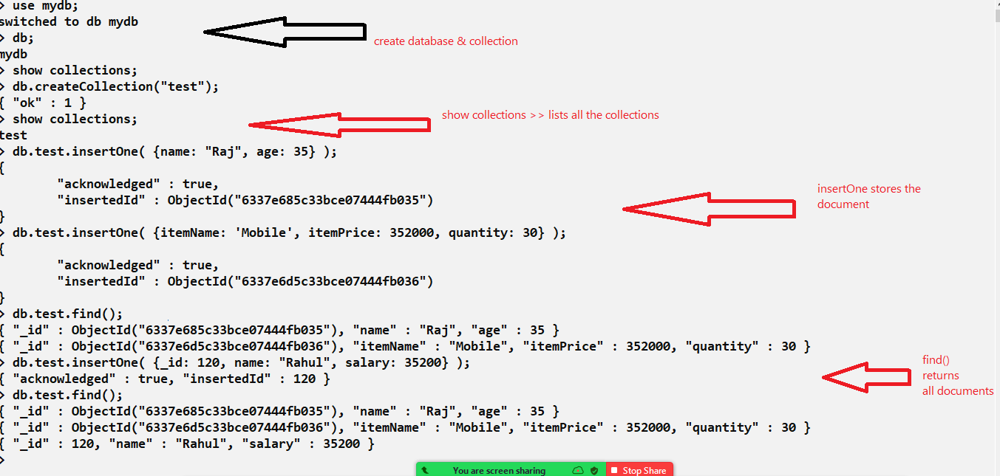 > use mydb;
switched to db mydb
> db;
create database & collection
mydb
> show collections;
> db.createCollection("test");
{ "ok" : 1 }
> show collections;
show collections >> lists all the collections
test
> db.test.insertOne( {name: "Raj", age: 35} );
{
"acknowledged" : true,
"insertedId" : ObjectId("6337e685c33bce07444fb035")
insertOne stores the
document
}
> db.test.insertOne( {itemName: 'Mobile', itemPrice: 352000, quantity: 30} );
{
"acknowledged" : true,
"insertedId" : ObjectId("6337e6d5c33bce07444fb036")
}
> db.test.find();
{ "_id" : ObjectId("6337e685c33bce07444fb035"), "name" : "Raj", "age" : 35 }
{ "_id" : ObjectId("6337e6d5c33bce07444fb036"), "itemName" : "Mobile", "itemPrice" : 352000, "quantity" : 30 }
> db.test.insertOne( {_id: 120, name: "Rahul", salary: 35200} );
{ "acknowledged" : true, "insertedId" : 120 }
find()
returns
all documents
> db.test.find();
{ "_id" : ObjectId("6337e685c33bce07444fb035"), "name" : "Raj", "age" : 35 }
{ "_id" : ObjectId("6337e6d5c33bce07444fb036"), "itemName" : "Mobile", "itemPrice" : 352000, "quantity" : 30 }
{ "_id" : 120, "name" : "Rahul", "salary" : 35200 }
>
You are screen sharing
Stop Share